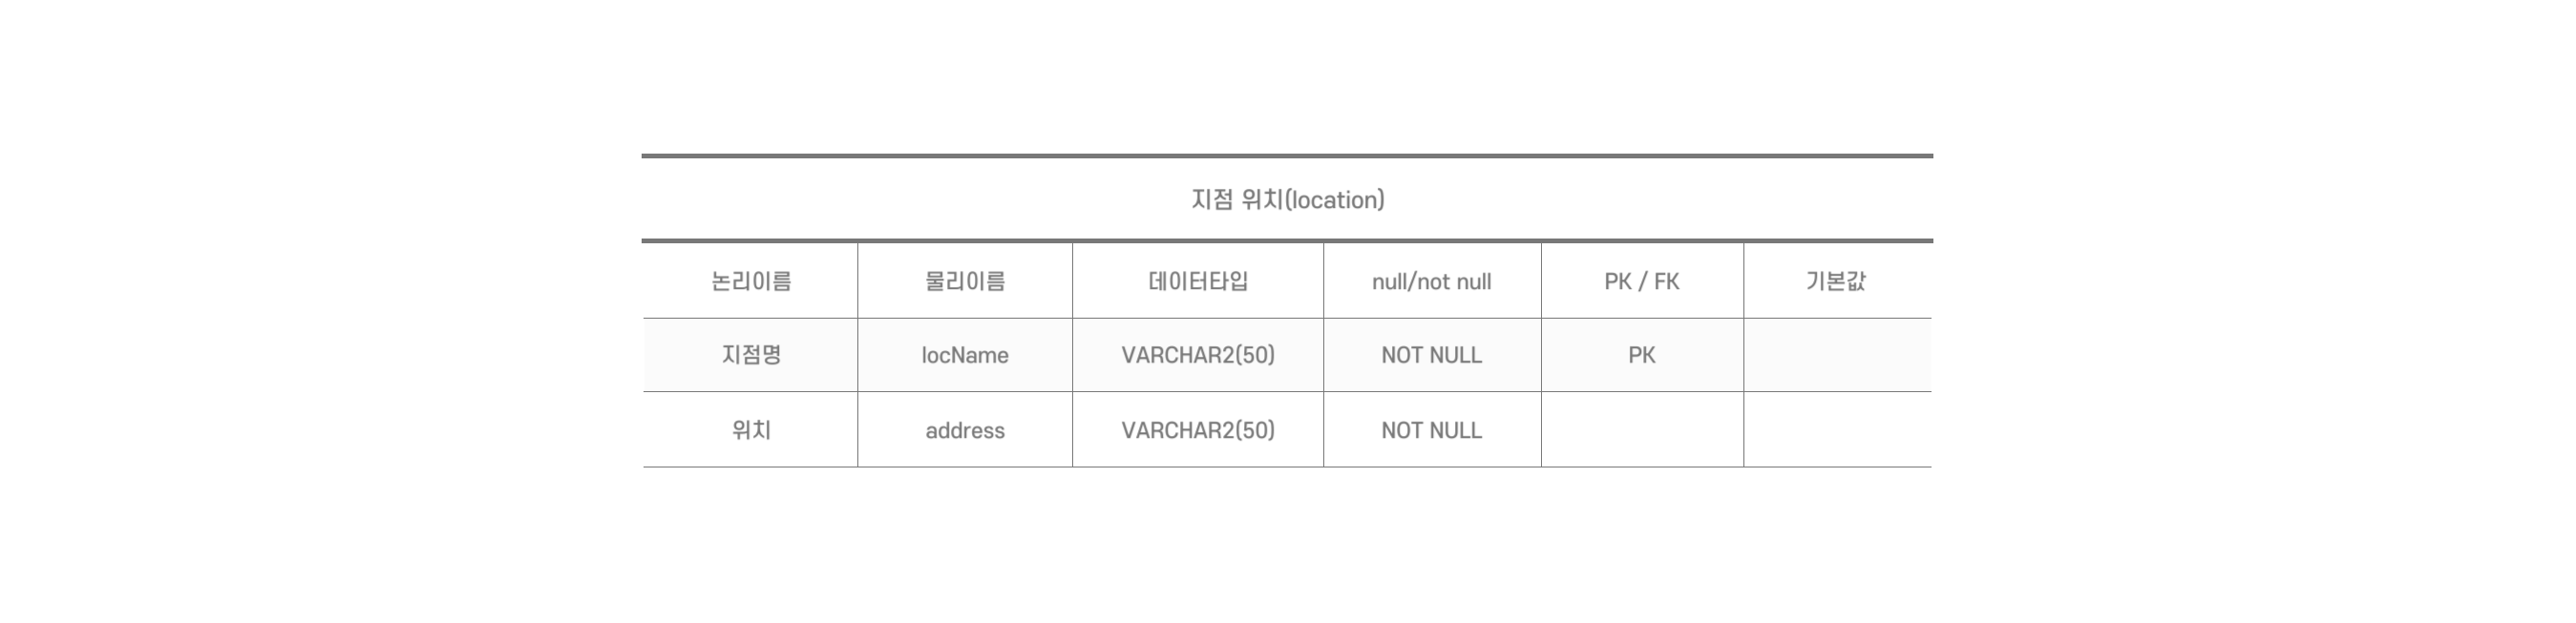 지점 위치(location)
논리이름 물리이름 데이터타입 null/not null PK / FK 기본값
지점명 locName VARCHAR2(50) NOT NULL PK
위치 address VARCHAR2(50) NOT NULL